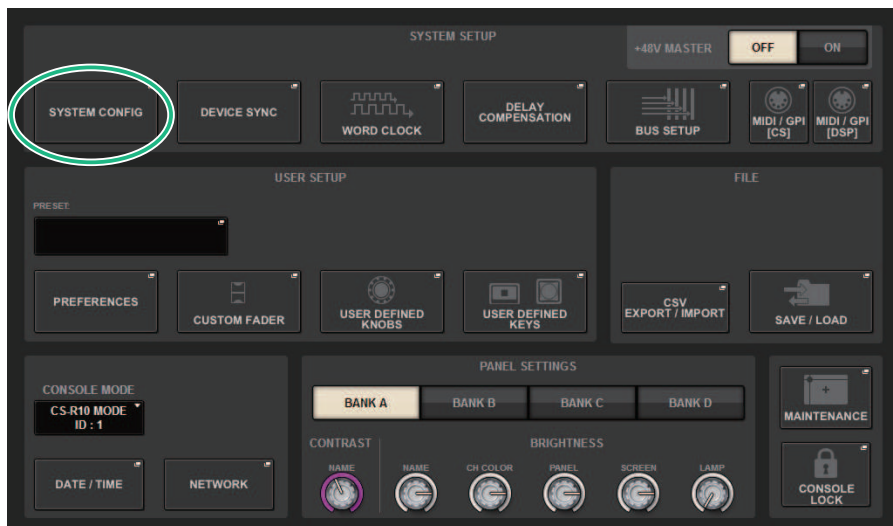 SYSTEM SETUP
+48V MASTER
OFF
ON
SYSTEM CONFIG
DEVICE SYNC
WORD CLOCK
DELAY
COMPENSATION
BUS SETUP
MIDI / GPI
[CS]
MIDI / GPI
[DSP]
USER SETUP
PRESET
PREFERENCES
CUSTOM FADER
USER DEFINED
KNOBS
USER DEFINED
KEYS
FILE
CSV
EXPORT / IMPORT
SAVE / LOAD
CONSOLE MODE
CS-R10 MODE
ID : 1
DATE / TIME
NETWORK
PANEL SETTINGS
BANK A
BANK B
BANK C
BANK D
CONTRAST
BRIGHTNESS
NAME
NAME
CH COLOR
PANEL
SCREEN
LAMP
MAINTENANCE
CONSOLE
LOCK